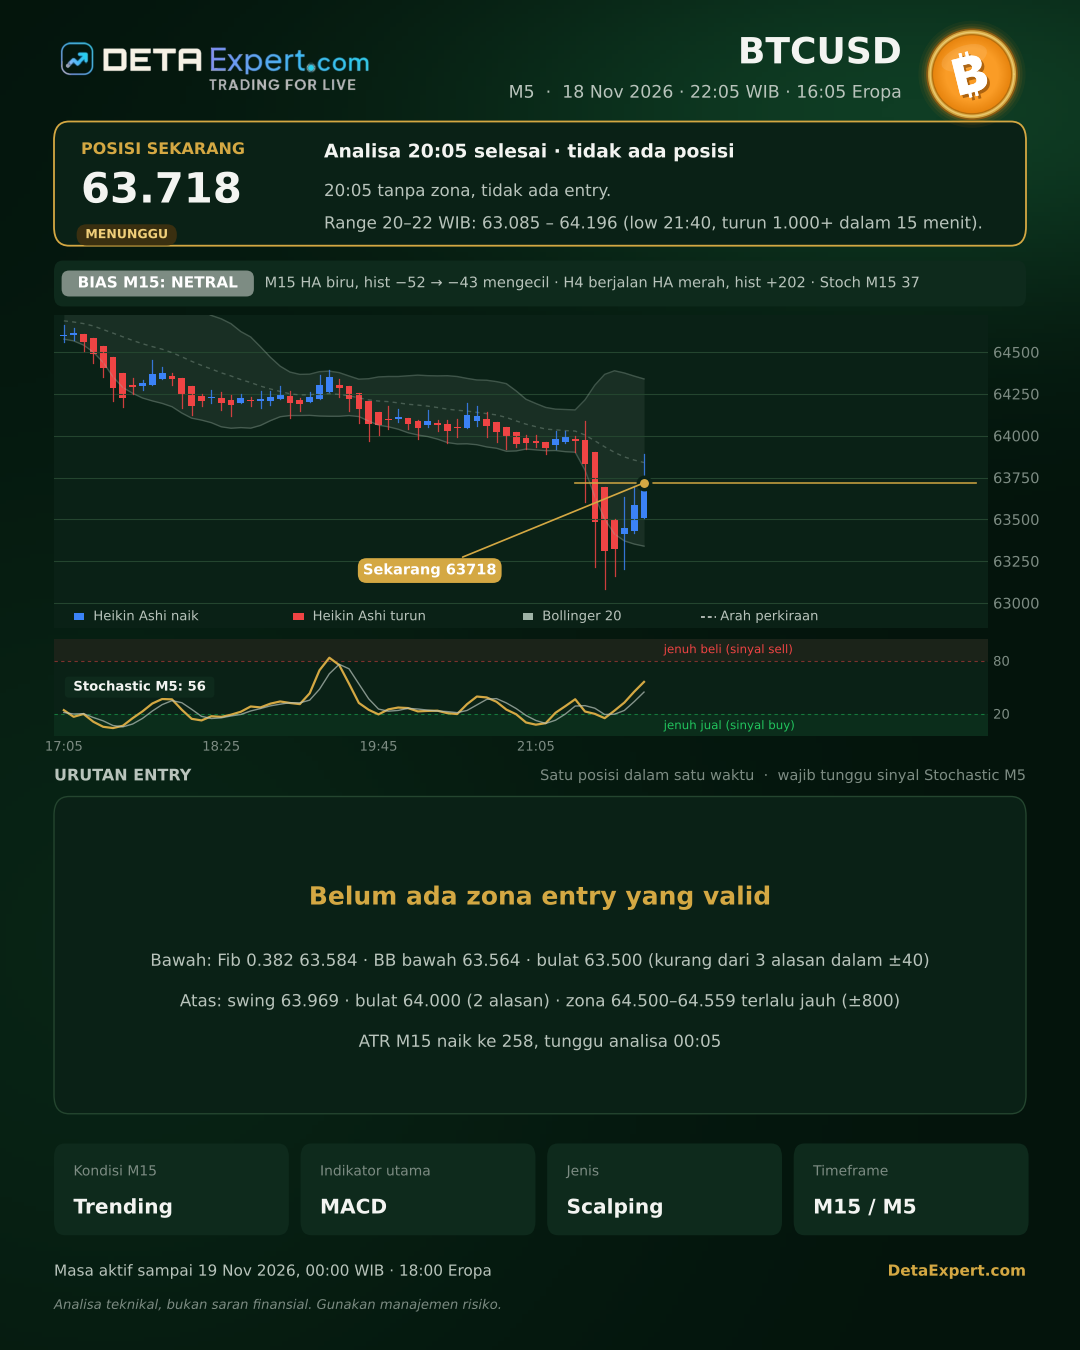 DETA Expert.com
TRADING FOR LIVE
BTCUSD
M5 · 18 Nov 2026 · 22:05 WIB · 16:05 Eropa
POSISI SEKARANG
63.718
MENUNGGU
Analisa 20:05 selesai · tidak ada posisi
20:05 tanpa zona, tidak ada entry.
Range 20–22 WIB: 63.085 – 64.196 (low 21:40, turun 1.000+ dalam 15 menit).
BIAS M15: NETRAL
M15 HA biru, hist −52 → −43 mengecil · H4 berjalan HA merah, hist +202 · Stoch M15 37
64500
64250
64000
63750
63500
63250
63000
Sekarang 63718
Heikin Ashi naik
Heikin Ashi turun
Bollinger 20
Arah perkiraan
jenuh beli (sinyal sell)
80
Stochastic M5: 56
20
jenuh jual (sinyal buy)
17:05
18:25
19:45
21:05
URUTAN ENTRY
Satu posisi dalam satu waktu · wajib tunggu sinyal Stochastic M5
Belum ada zona entry yang valid
Bawah: Fib 0.382 63.584 · BB bawah 63.564 · bulat 63.500 (kurang dari 3 alasan dalam ±40)
Atas: swing 63.969 · bulat 64.000 (2 alasan) · zona 64.500–64.559 terlalu jauh (±800)
ATR M15 naik ke 258, tunggu analisa 00:05
Kondisi M15
Trending
Indikator utama
MACD
Jenis
Scalping
Timeframe
M15 / M5
Masa aktif sampai 19 Nov 2026, 00:00 WIB · 18:00 Eropa
DetaExpert.com
Analisa teknikal, bukan saran finansial. Gunakan manajemen risiko.